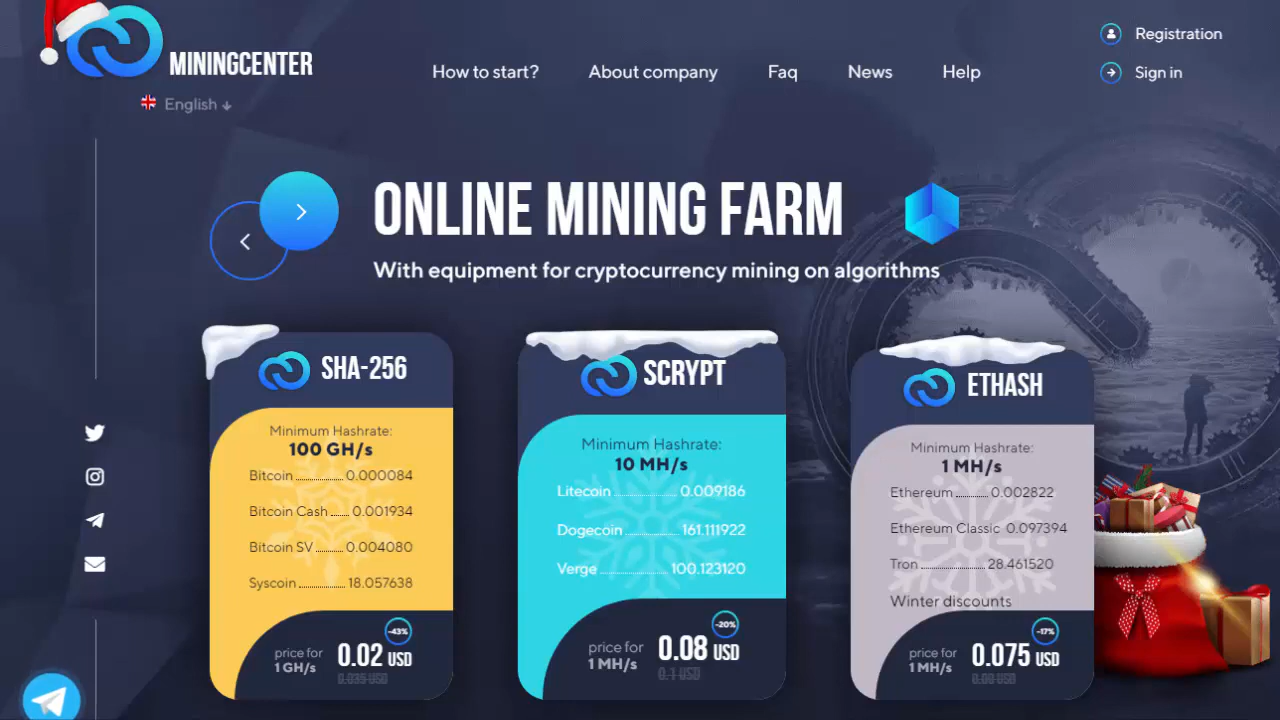 MININGCENTER
English
How to start?
About company
Faq
News
Help
Registration
Sign in
ONLINE MINING FARM
With equipment for cryptocurrency mining on algorithms
SHA-256
Minimum Hashrate:
100 GH/s
Bitcoin ........ 0.000084
Bitcoin Cash ........ 0.001934
Bitcoin SV ........ 0.004080
Syscoin ........ 18.057638
-43%
price for
1 GH/s
0.02 USD
0.035 USD
SCRYPT
Minimum Hashrate:
10 MH/s
Litecoin ........ 0.009186
Dogecoin ........ 161.111922
Verge ........ 100.123120
-20%
price for
1 MH/s
0.08 USD
0.1 USD
ETHASH
Minimum Hashrate:
1 MH/s
Ethereum ........ 0.002822
Ethereum Classic 0.097394
Tron ........ 28.461520
Winter discounts
-17%
price for
1 MH/s
0.075 USD
0.09 USD